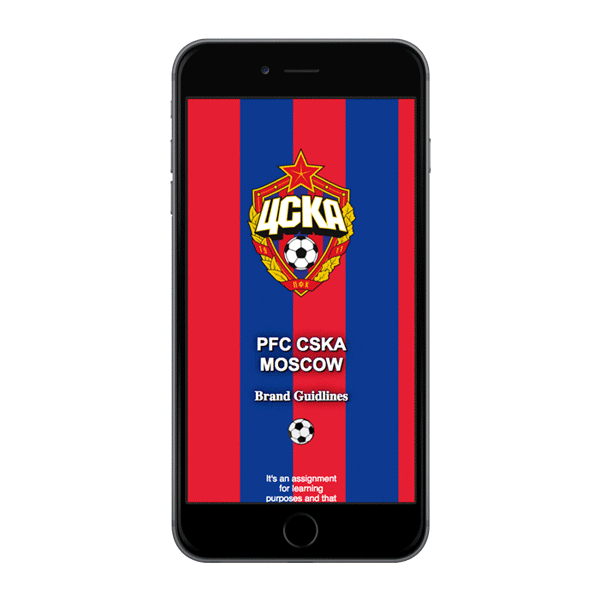 ЦСКА
19 11
ПФК
PFC CSKA
MOSCOW
Brand Guidlines
It's an assignment
for learning
purposes and that